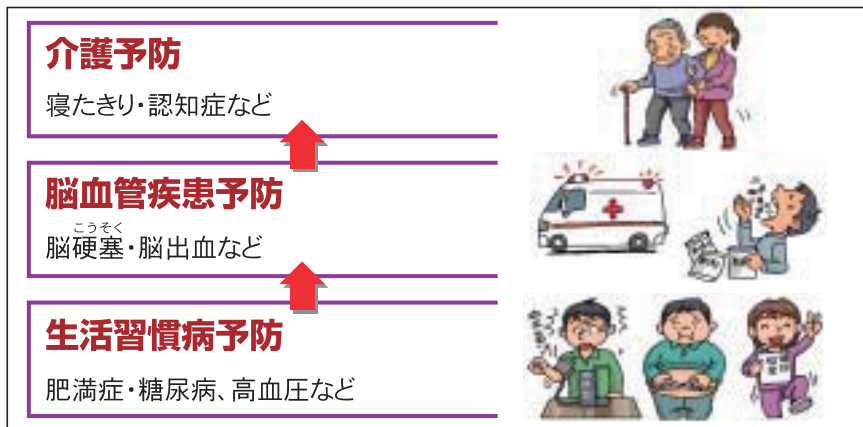 介護予防
寝たきり・認知症など
脳血管疾患予防
こうそく
脳硬塞・脳出血など
生活習慣病予防
肥満症・糖尿病、高血圧など